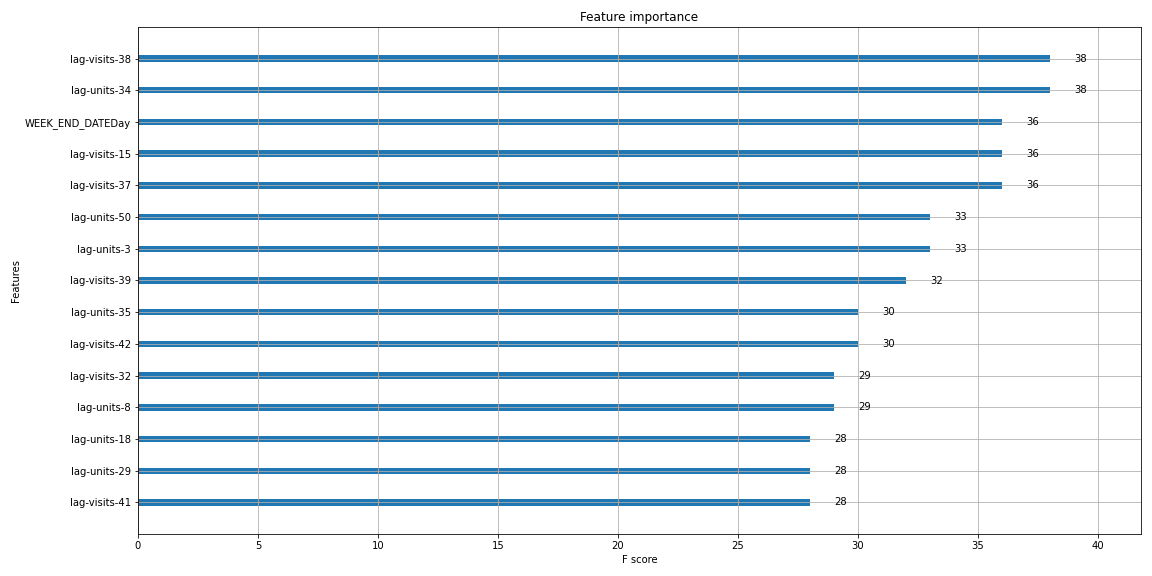 Feature importance
lag-visits-38 38
lag-units-34 38
WEEK_END_DATEDay 36
lag-visits-15 36
lag-visits-37 36
lag-units-50 33
lag-units-3 33
lag-visits-39 32
lag-units-35 30
lag-visits-42 30
lag-visits-32 29
lag-units-8 29
lag-units-18 28
lag-units-29 28
lag-visits-41 28
Features
0 5 10 15 20 25 30 35 40
F score